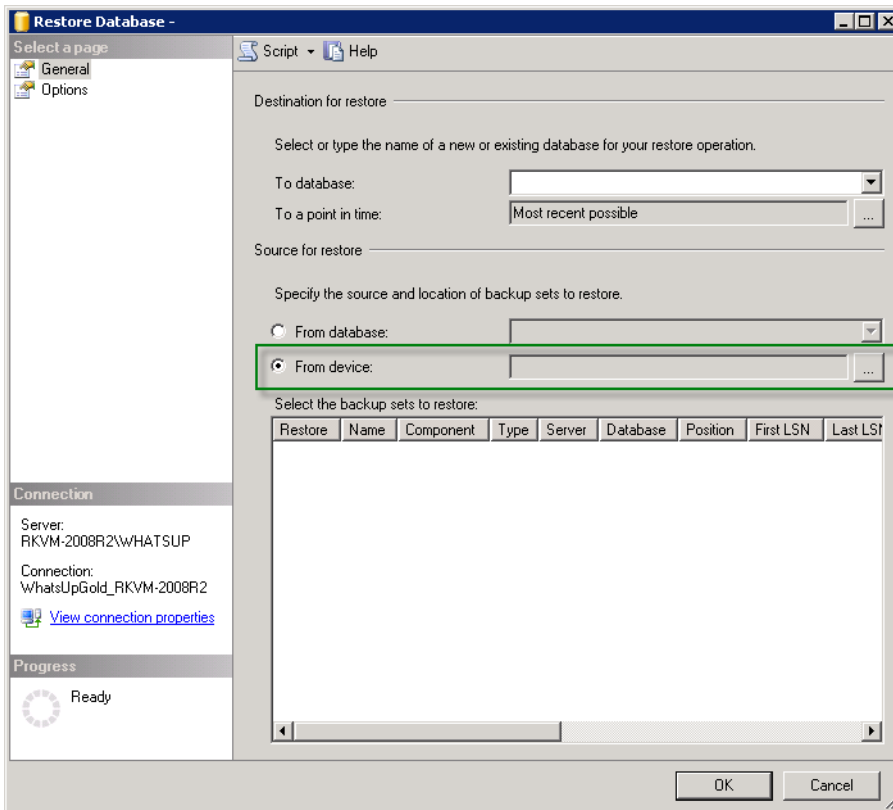 Restore Database -
Select a page
General
Options
Script Help
Destination for restore
Select or type the name of a new or existing database for your restore operation.
To database:
To a point in time: Most recent possible ...
Source for restore
Specify the source and location of backup sets to restore.
From database:
From device: ...
Select the backup sets to restore:
Restore Name Component Type Server Database Position First LSN Last LSN
Connection
Server:
RKVM-2008R2\WHATSUP
Connection:
WhatsUpGold_RKVM-2008R2
View connection properties
Progress
Ready
OK Cancel